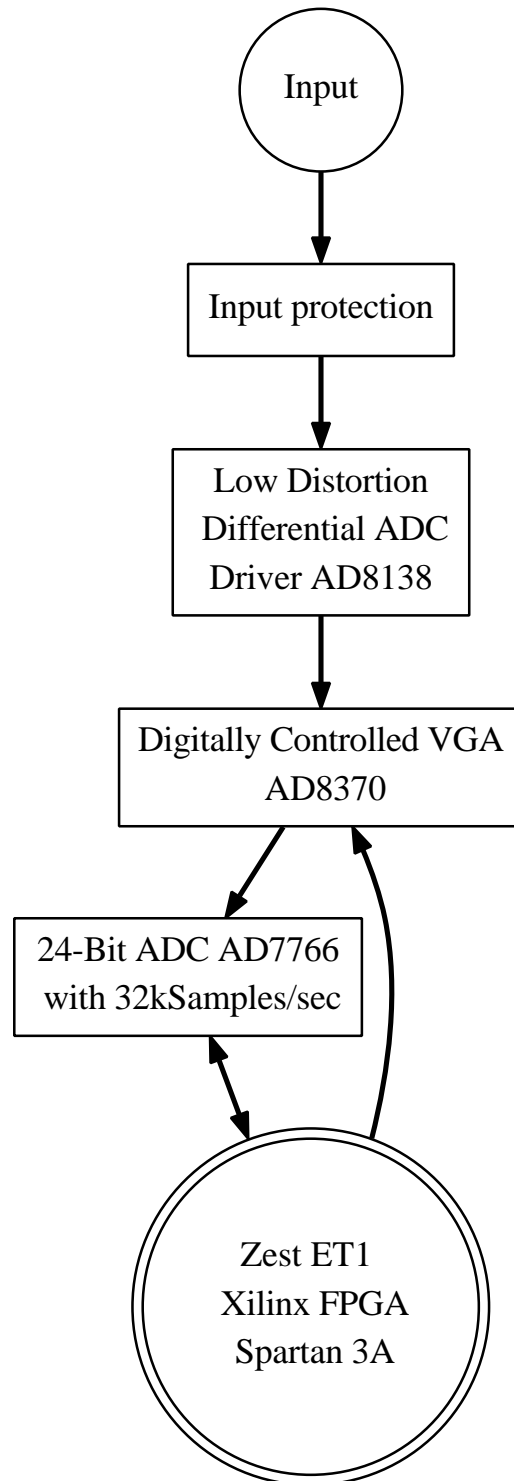 Input
Input protection
Low Distortion
Differential ADC
Driver AD8138
Digitally Controlled VGA
AD8370
24-Bit ADC AD7766
with 32kSamples/sec
Zest ET1
Xilinx FPGA
Spartan 3A